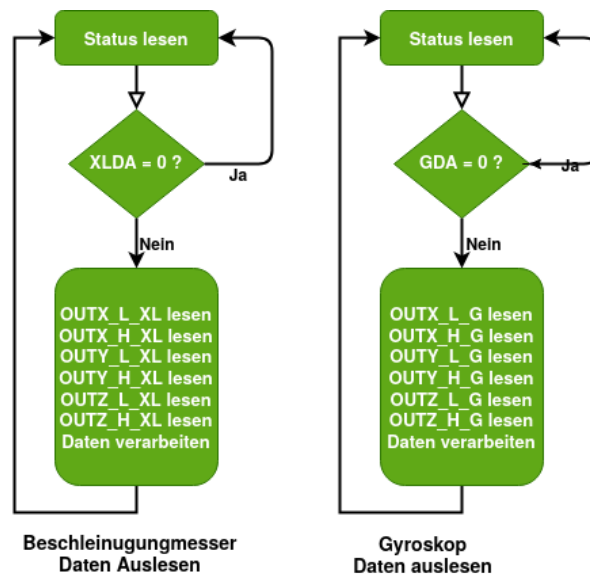 Status lesen
XLDA = 0 ?
Ja
Nein
OUTX_L_XL lesen
OUTX_H_XL lesen
OUTY_L_XL lesen
OUTY_H_XL lesen
OUTZ_L_XL lesen
OUTZ_H_XL lesen
Daten verarbeiten
Beschleinugungmesser
Daten Auslesen
Status lesen
GDA = 0 ?
Ja
Nein
OUTX_L_G lesen
OUTX_H_G lesen
OUTY_L_G lesen
OUTY_H_G lesen
OUTZ_L_G lesen
OUTZ_H_G lesen
Daten verarbeiten
Gyroskop
Daten auslesen